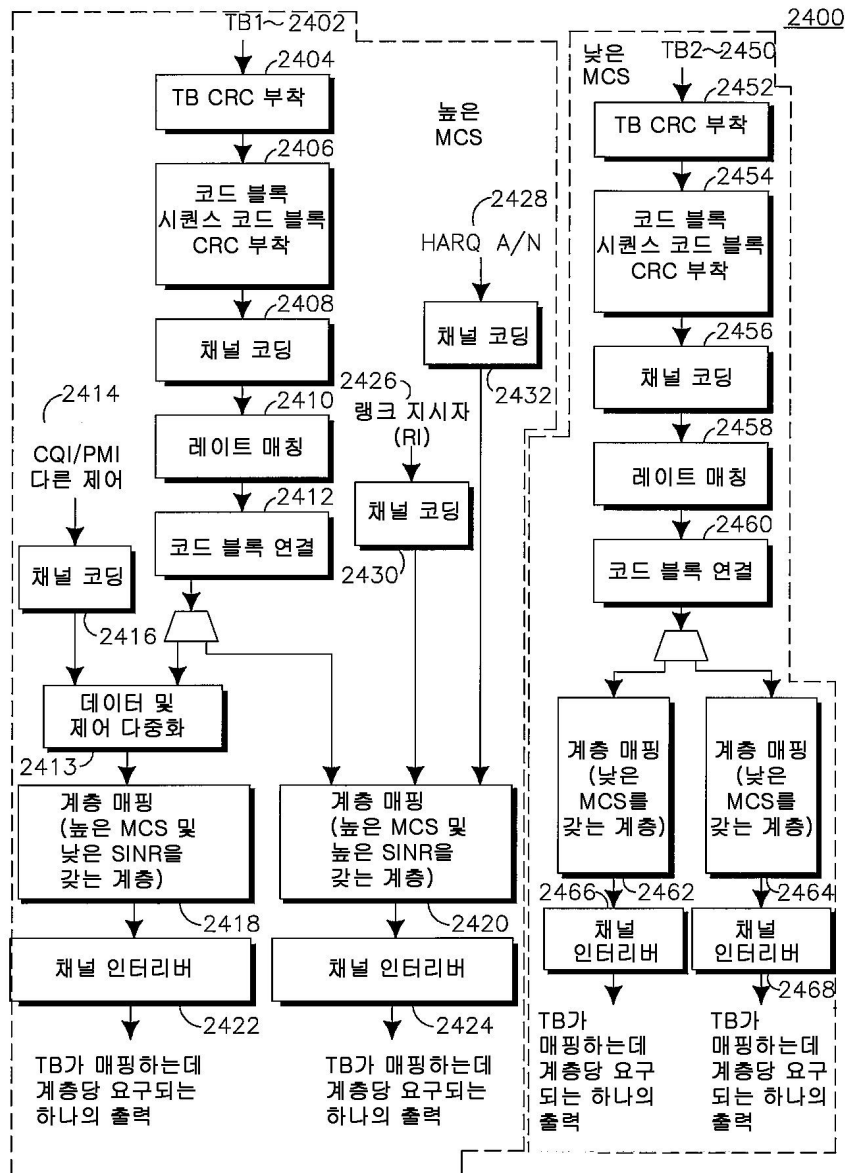 2400
TB1~2402
2404
TB CRC 부착
높은
MCS
2406
코드 블록
시퀀스 코드 블록
CRC 부착
2428
HARQ A/N
2408
채널 코딩
채널 코딩
2432
2414
CQI/PMI
다른 제어
2410
레이트 매칭
2426
랭크 지시자
(RI)
2412
코드 블록 연결
채널 코딩
2430
채널 코딩
2416
데이터 및
제어 다중화
2413
계층 매핑
(높은 MCS 및
낮은 SINR을
갖는 계층)
2418
계층 매핑
(높은 MCS 및
높은 SINR을
갖는 계층)
2420
채널 인터리버
2422
채널 인터리버
2424
TB가 매핑하는데
계층당 요구되는
하나의 출력
TB가 매핑하는데
계층당 요구되는
하나의 출력
낮은
MCS
TB2~2450
2452
TB CRC 부착
2454
코드 블록
시퀀스 코드 블록
CRC 부착
2456
채널 코딩
2458
레이트 매칭
2460
코드 블록 연결
계층 매핑
(낮은
MCS를
갖는 계층)
2462
계층 매핑
(낮은
MCS를
갖는 계층)
2464
2466
채널
인터리버
채널
인터리버
2468
TB가
매핑하는데
계층당 요구
되는 하나의
출력
TB가
매핑하는데
계층당 요구
되는 하나의
출력